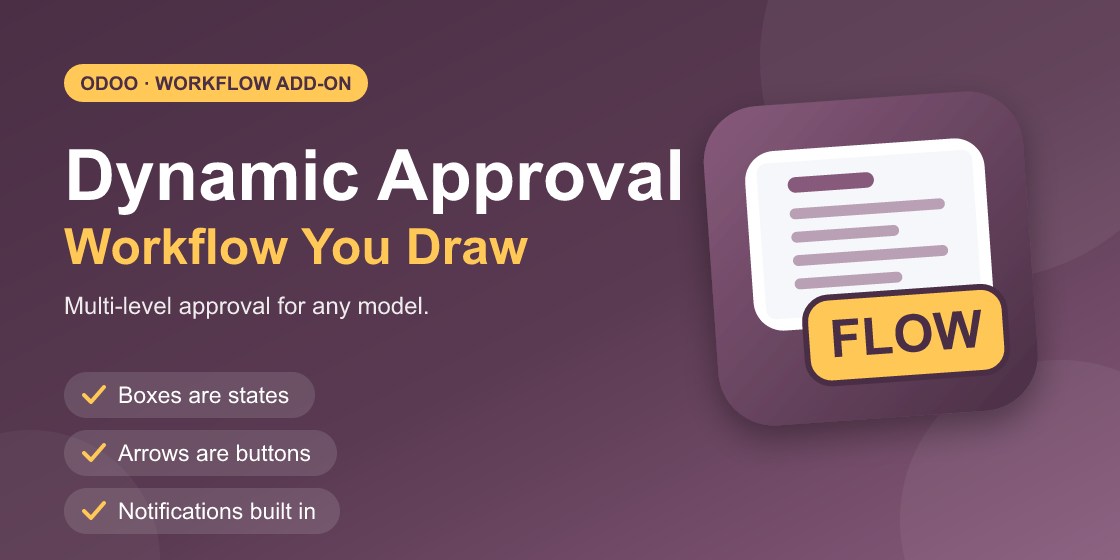 ODOO · WORKFLOW ADD-ON
Dynamic Approval
Workflow You Draw
Multi-level approval for any model.
Boxes are states
Arrows are buttons
Notifications built in
FLOW